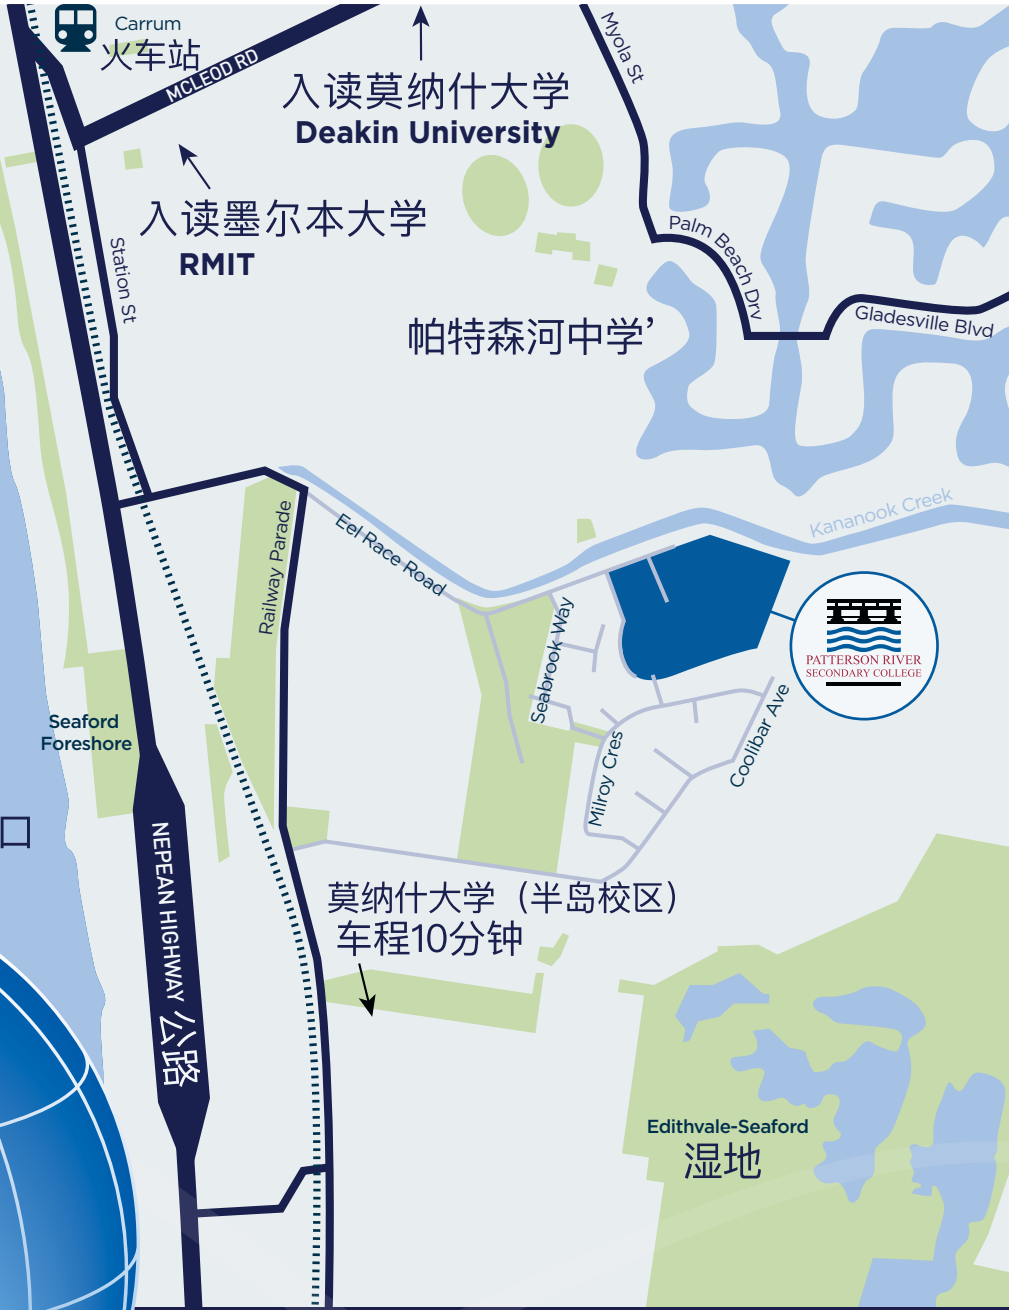 Carrum
火车站
MCLEOD RD
Myola St
入读莫纳什大学
Deakin University
入读墨尔本大学
RMIT
Station St
Palm Beach Drv
Gladesville Blvd
帕特森河中学’
Kananook Creek
Eel Race Road
Railway Parade
Seabrook Way
PATTERSON RIVER
SECONDARY COLLEGE
Coolibar Ave
Milroy Cres
Seaford
Foreshore
口
NEPEAN HIGHWAY 公路
莫纳什大学（半岛校区）
车程10分钟
Edithvale-Seaford
湿地